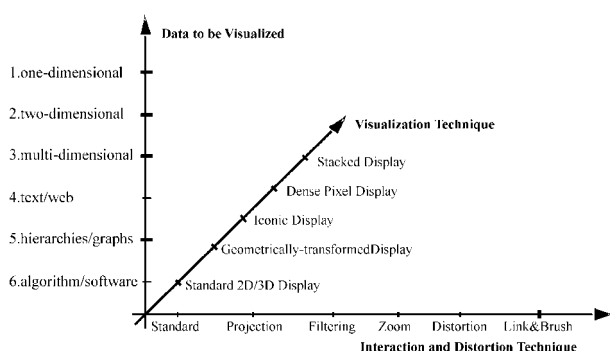 Data to be Visualized
1.one-dimensional
2.two-dimensional
Visualization Technique
3.multi-dimensional
Stacked Display
Dense Pixel Display
4.text/web
Iconic Display
5.hierarchies/graphs
Geometrically-transformedDisplay
6.algorithm/software
Standard 2D/3D Display
Standard Projection Filtering Zoom Distortion Link&Brush
Interaction and Distortion Technique